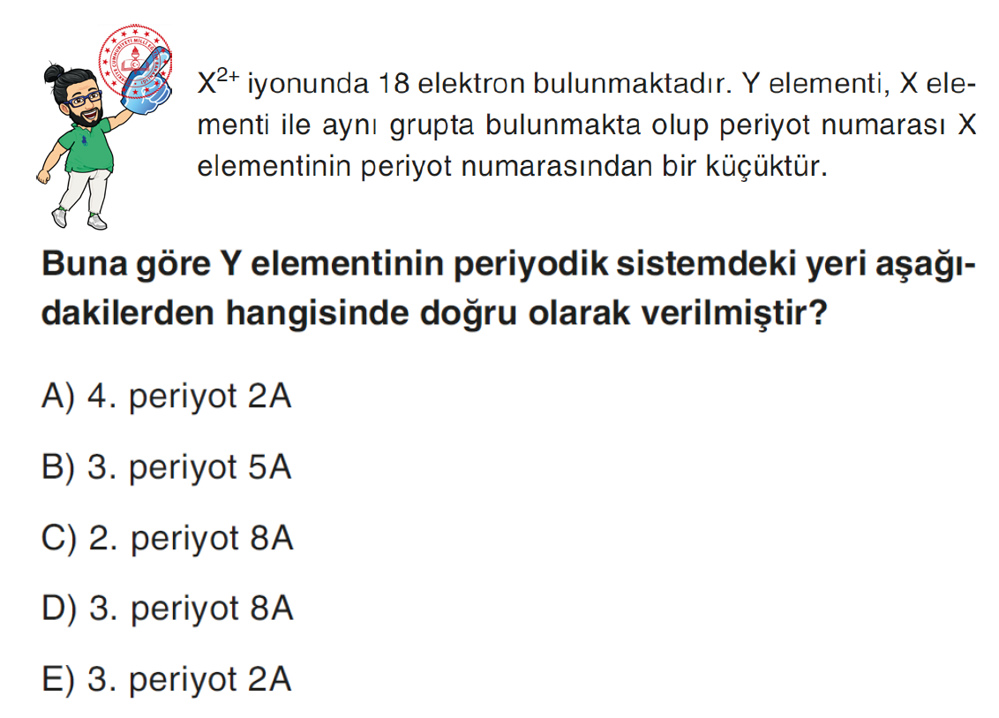 X²⁺ iyonunda 18 elektron bulunmaktadır. Y elementi, X ele-
menti ile aynı grupta bulunmakta olup periyot numarası X
elementinin periyot numarasından bir küçüktür.
Buna göre Y elementinin periyodik sistemdeki yeri aşağı-
dakilerden hangisinde doğru olarak verilmiştir?
A) 4. periyot 2A
B) 3. periyot 5A
C) 2. periyot 8A
D) 3. periyot 8A
E) 3. periyot 2A